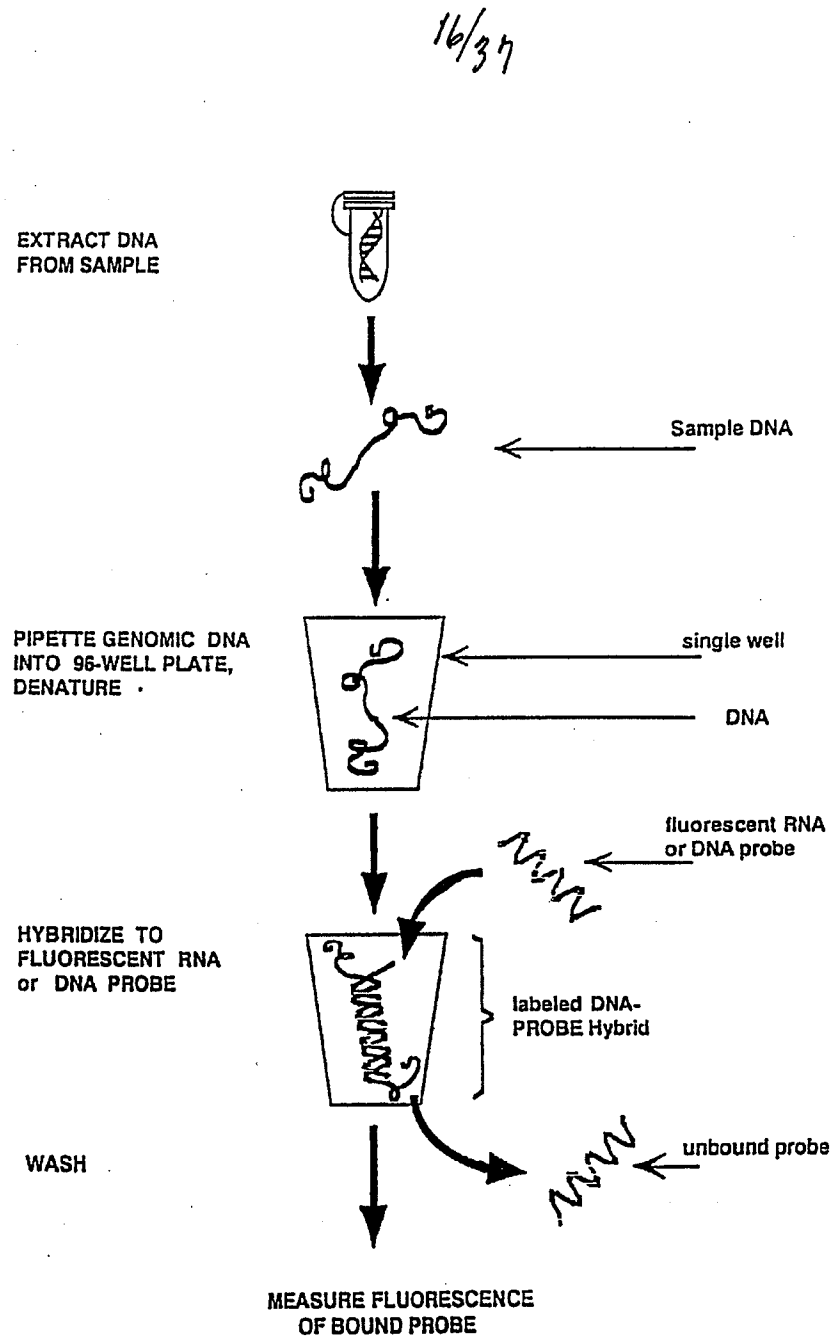 16/37
EXTRACT DNA
FROM SAMPLE
Sample DNA
PIPETTE GENOMIC DNA
INTO 96-WELL PLATE,
DENATURE
single well
DNA
fluorescent RNA
or DNA probe
HYBRIDIZE TO
FLUORESCENT RNA
or DNA PROBE
labeled DNA-
PROBE Hybrid
WASH
unbound probe
MEASURE FLUORESCENCE
OF BOUND PROBE